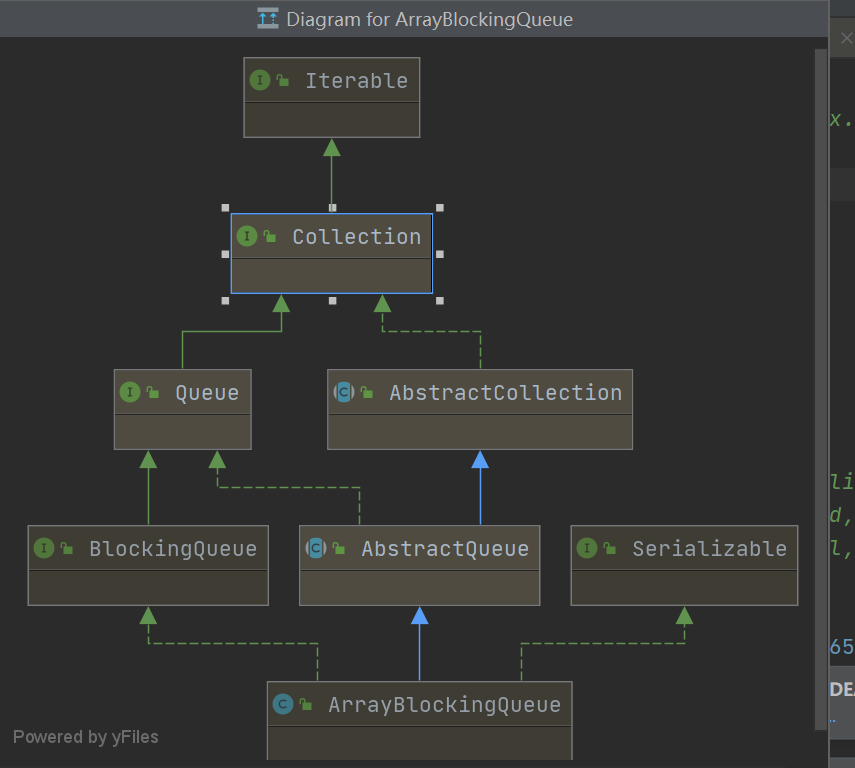 Diagram for ArrayBlockingQueue
I Iterable
x.
I Collection
I Queue
C AbstractCollection
li
d,
I BlockingQueue
C AbstractQueue
I Serializable
l,
65
DEA
C ArrayBlockingQueue
Powered by yFiles